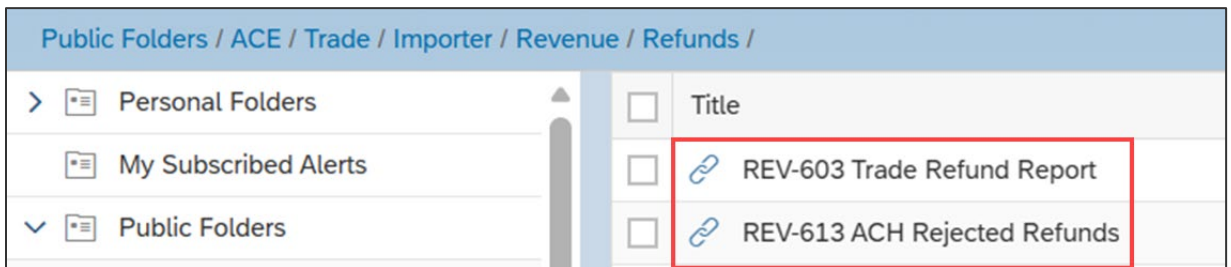 Public Folders / ACE / Trade / Importer / Revenue / Refunds /
Personal Folders
My Subscribed Alerts
Public Folders
Title
REV-603 Trade Refund Report
REV-613 ACH Rejected Refunds